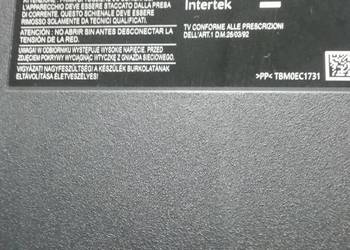 L'APPARECCHIO DEVE ESSERE STACCATO DALLA PRESA
DI CORRENTE. QUESTO SCHIENALE DEVE ESSERE
RIMOSSO SOLAMENTE DA TECNICI QUALIFICATI.
ATENCIÓN : NO ABRIR SIN ANTES DESCONECTAR LA
TENSIÓN DE LA RED.
UWAGA! W ODBIORNIKU WYSTĘPUJE WYSOKIE NAPIĘCIE. PRZED
ZDJĘCIEM POKRYWY WYCIĄGNĄĆ WTYCZKĘ Z GNIAZDA SIECIOWEGO.
VIGYÁZAT! NAGYFESZÜLTSÉG! A KÉSZÜLÉK BURKOLATÁNAK
ELTÁVOLÍTÁSA ÉLETVESZÉLYES!
Intertek
TV CONFORME ALLE PRESCRIZIONI
DELL'ART.1 D.M.26/03/92
>PP< TBM0EC1731